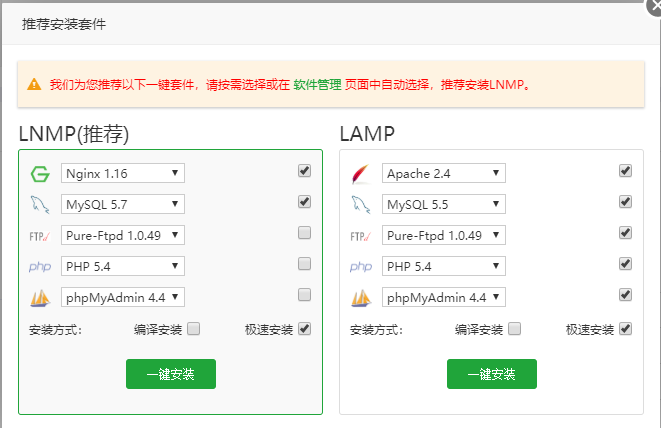 推荐安装套件
我们为您推荐以下一键套件，请按需选择或在 软件管理 页面中自动选择，推荐安装LNMP。
LNMP(推荐)
Nginx 1.16
MySQL 5.7
FTP
Pure-Ftpd 1.0.49
php
PHP 5.4
phpMyAdmin 4.4
安装方式：
编译安装
极速安装
一键安装
LAMP
Apache 2.4
MySQL 5.5
FTP
Pure-Ftpd 1.0.49
php
PHP 5.4
phpMyAdmin 4.4
安装方式：
编译安装
极速安装
一键安装